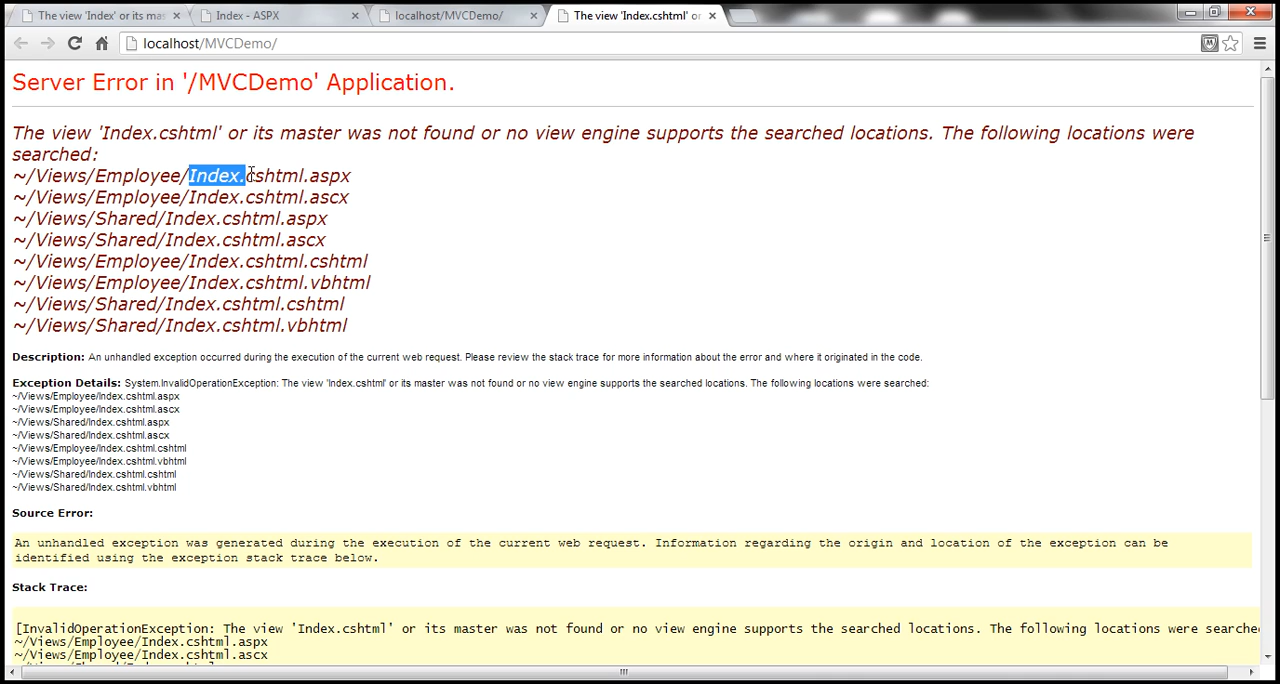 The view 'Index' or its mas
Index - ASPX
localhost/MVCDemo/
The view 'Index.cshtml' or
localhost/MVCDemo/
Server Error in '/MVCDemo' Application.
The view 'Index.cshtml' or its master was not found or no view engine supports the searched locations. The following locations were
searched:
~/Views/Employee/Index.cshtml.aspx
~/Views/Employee/Index.cshtml.ascx
~/Views/Shared/Index.cshtml.aspx
~/Views/Shared/Index.cshtml.ascx
~/Views/Employee/Index.cshtml.cshtml
~/Views/Employee/Index.cshtml.vbhtml
~/Views/Shared/Index.cshtml.cshtml
~/Views/Shared/Index.cshtml.vbhtml
Description: An unhandled exception occurred during the execution of the current web request. Please review the stack trace for more information about the error and where it originated in the code.
Exception Details: System.InvalidOperationException: The view 'Index.cshtml' or its master was not found or no view engine supports the searched locations. The following locations were searched:
~/Views/Employee/Index.cshtml.aspx
~/Views/Employee/Index.cshtml.ascx
~/Views/Shared/Index.cshtml.aspx
~/Views/Shared/Index.cshtml.ascx
~/Views/Employee/Index.cshtml.cshtml
~/Views/Employee/Index.cshtml.vbhtml
~/Views/Shared/Index.cshtml.cshtml
~/Views/Shared/Index.cshtml.vbhtml
Source Error:
An unhandled exception was generated during the execution of the current web request. Information regarding the origin and location of the exception can be
identified using the exception stack trace below.
Stack Trace:
[InvalidOperationException: The view 'Index.cshtml' or its master was not found or no view engine supports the searched locations. The following locations were searche
~/Views/Employee/Index.cshtml.aspx
~/Views/Employee/Index.cshtml.ascx